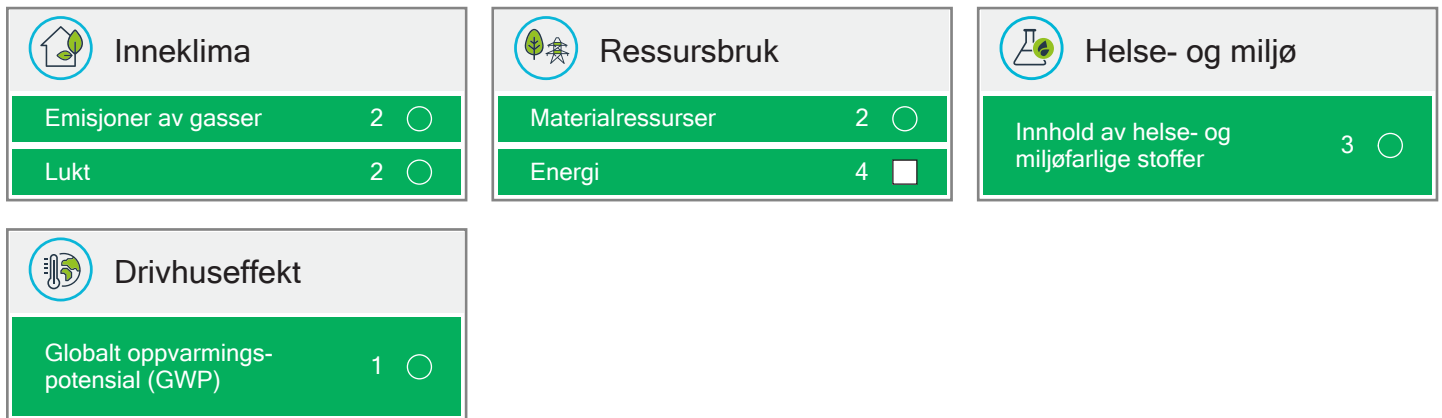 Inneklima
Emisjoner av gasser 2
Lukt 2
Ressursbruk
Materialressurser 2
Energi 4
Helse- og miljø
Innhold av helse- og
miljøfarlige stoffer 3
Drivhuseffekt
Globalt oppvarmings-
potensial (GWP) 1